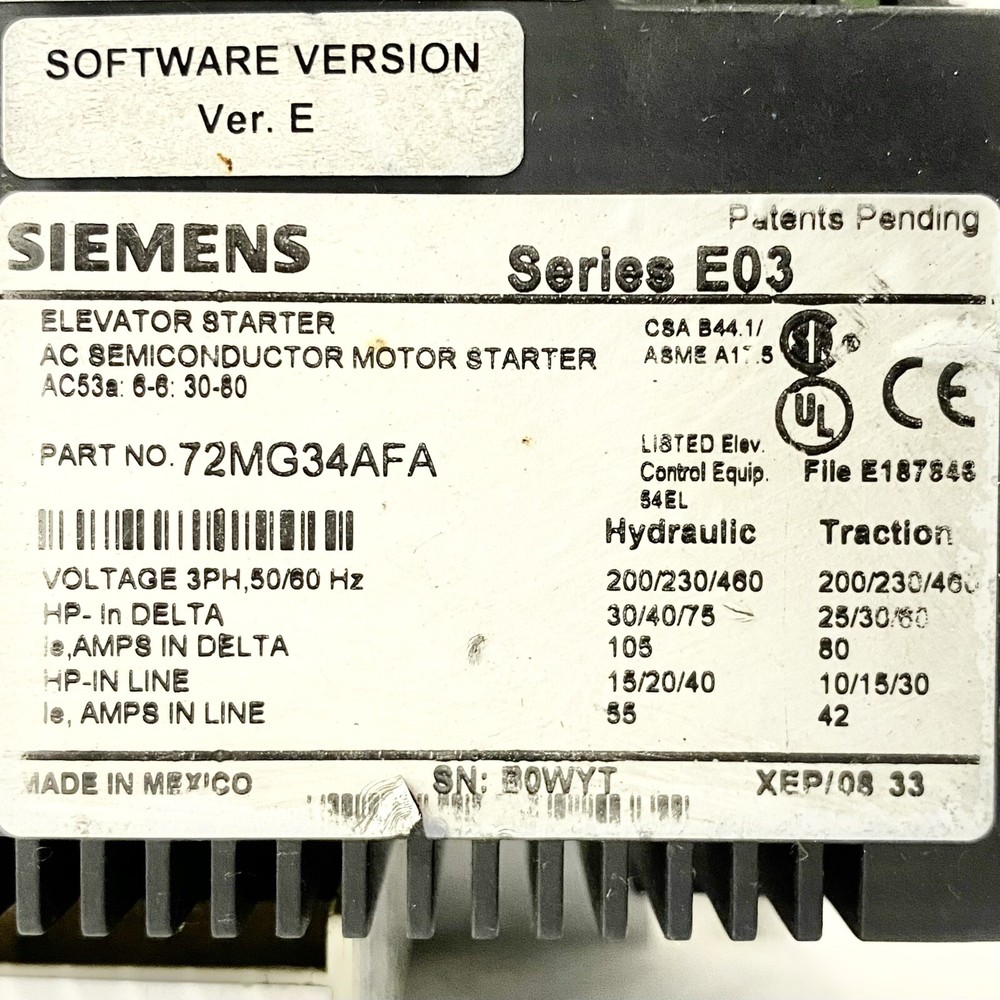 SOFTWARE VERSION
Ver. E
Patents Pending
SIEMENS
Series E03
ELEVATOR STARTER
AC SEMICONDUCTOR MOTOR STARTER
AC53a: 6-6: 30-80
CSA B44.1/
ASME A17.5
®
UL
CE
PART NO. 72MG34AFA
LISTED Elev.
Control Equip.
54EL
File E187848
Hydraulic Traction
VOLTAGE 3PH,50/60 Hz 200/230/460 200/230/460
HP- In DELTA 30/40/75 25/30/60
Ie,AMPS IN DELTA 105 80
HP-IN LINE 15/20/40 10/15/30
Ie, AMPS IN LINE 55 42
MADE IN MEXICO
SN: B0WYT
XEP/08 33